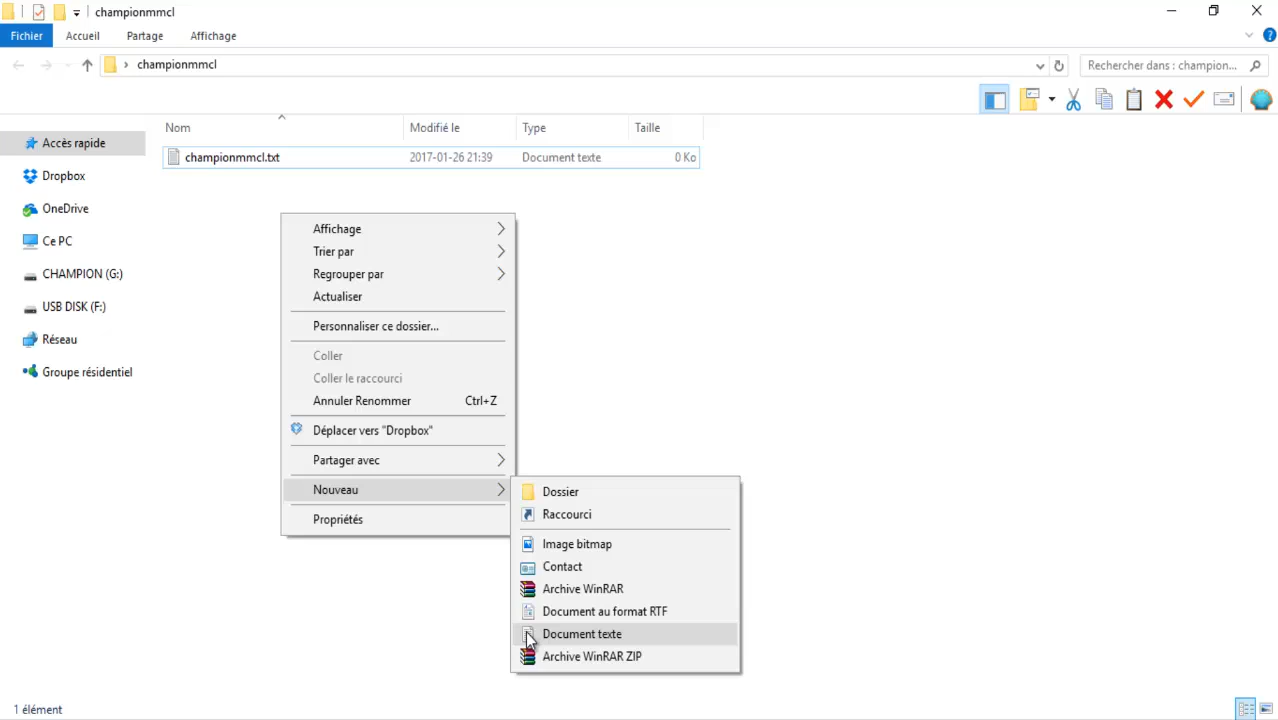 championmmcl
Fichier Accueil Partage Affichage
championmmcl
Rechercher dans : champion...
Nom Modifié le Type Taille
championmmcl.txt 2017-01-26 21:39 Document texte 0 Ko
Accès rapide
Dropbox
OneDrive
Ce PC
CHAMPION (G:)
USB DISK (F:)
Réseau
Groupe résidentiel
Affichage
Trier par
Regrouper par
Actualiser
Personnaliser ce dossier...
Coller
Coller le raccourci
Annuler Renommer Ctrl+Z
Déplacer vers "Dropbox"
Partager avec
Nouveau
Propriétés
Dossier
Raccourci
Image bitmap
Contact
Archive WinRAR
Document au format RTF
Document texte
Archive WinRAR ZIP
1 élément